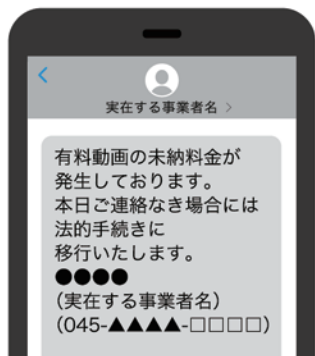 実在する事業者名
有料動画の未納料金が
発生しております。
本日ご連絡なき場合には
法的手続きに
移行いたします。
●●●●
(実在する事業者名)
(045-▲▲▲▲-□□□□)